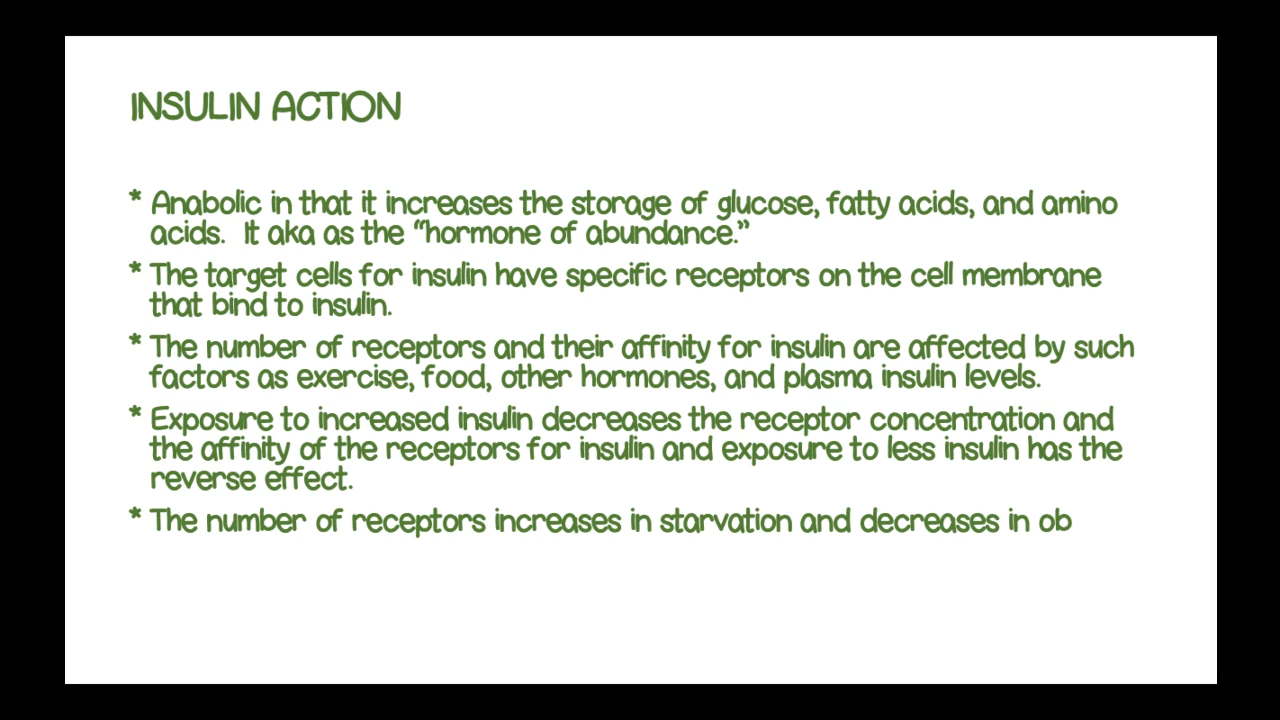 INSULIN ACTION
* Anabolic in that it increases the storage of glucose, fatty acids, and amino
acids.  It aka as the “hormone of abundance.”
* The target cells for insulin have specific receptors on the cell membrane
that bind to insulin.
* The number of receptors and their affinity for insulin are affected by such
factors as exercise, food, other hormones, and plasma insulin levels.
* Exposure to increased insulin decreases the receptor concentration and
the affinity of the receptors for insulin and exposure to less insulin has the
reverse effect.
* The number of receptors increases in starvation and decreases in ob